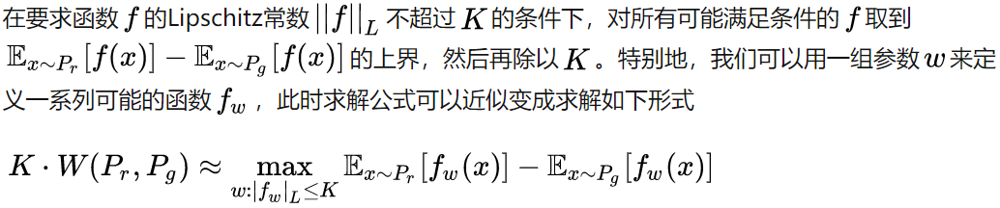 在要求函数 $f$ 的Lipschitz常数 $||f||_L$ 不超过 $K$ 的条件下，对所有可能满足条件的 $f$ 取到
$\mathbb{E}_{x\sim P_r}[f(x)]-\mathbb{E}_{x\sim P_g}[f(x)]$ 的上界，然后再除以 $K$ 。特别地，我们可以用一组参数 $w$ 来定
义一系列可能的函数 $f_w$ ，此时求解公式可以近似变成求解如下形式
$K\cdot W(P_r,P_g)\approx \max_{w:|f_w|_L\leq K}\mathbb{E}_{x\sim P_r}[f_w(x)]-\mathbb{E}_{x\sim P_g}[f_w(x)]$